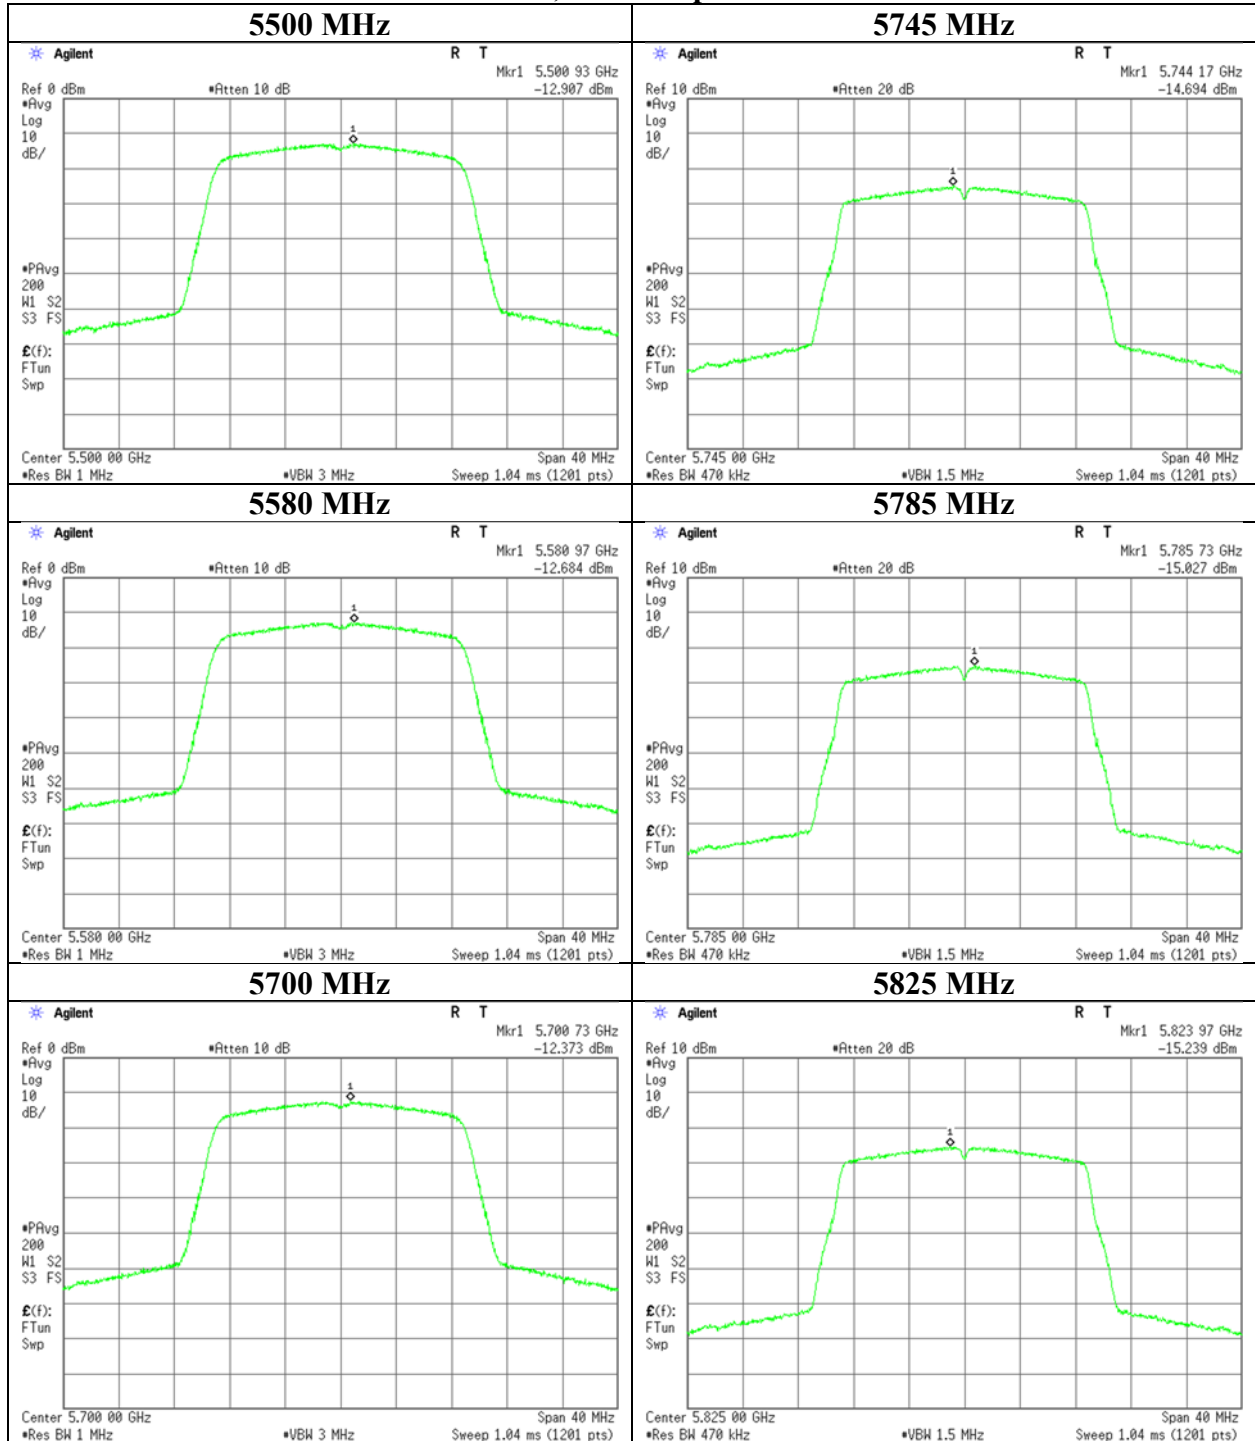 5500 MHz
Agilent R T
Mkr1 5.500 93 GHz
Ref 0 dBm #Atten 10 dB -12.907 dBm
#Avg
Log
10
dB/
1
#PAvg
200
W1 S2
S3 FS
£(f):
FTun
Swp
Center 5.500 00 GHz Span 40 MHz
#Res BW 1 MHz #VBW 3 MHz Sweep 1.04 ms (1201 pts)
5745 MHz
Agilent R T
Mkr1 5.744 17 GHz
Ref 10 dBm #Atten 20 dB -14.694 dBm
#Avg
Log
10
dB/
1
#PAvg
200
W1 S2
S3 FS
£(f):
FTun
Swp
Center 5.745 00 GHz Span 40 MHz
#Res BW 470 kHz #VBW 1.5 MHz Sweep 1.04 ms (1201 pts)
5580 MHz
Agilent R T
Mkr1 5.580 97 GHz
Ref 0 dBm #Atten 10 dB -12.684 dBm
#Avg
Log
10
dB/
1
#PAvg
200
W1 S2
S3 FS
£(f):
FTun
Swp
Center 5.580 00 GHz Span 40 MHz
#Res BW 1 MHz #VBW 3 MHz Sweep 1.04 ms (1201 pts)
5785 MHz
Agilent R T
Mkr1 5.785 73 GHz
Ref 10 dBm #Atten 20 dB -15.027 dBm
#Avg
Log
10
dB/
1
#PAvg
200
W1 S2
S3 FS
£(f):
FTun
Swp
Center 5.785 00 GHz Span 40 MHz
#Res BW 470 kHz #VBW 1.5 MHz Sweep 1.04 ms (1201 pts)
5700 MHz
Agilent R T
Mkr1 5.700 73 GHz
Ref 0 dBm #Atten 10 dB -12.373 dBm
#Avg
Log
10
dB/
1
#PAvg
200
W1 S2
S3 FS
£(f):
FTun
Swp
Center 5.700 00 GHz Span 40 MHz
#Res BW 1 MHz #VBW 3 MHz Sweep 1.04 ms (1201 pts)
5825 MHz
Agilent R T
Mkr1 5.823 97 GHz
Ref 10 dBm #Atten 20 dB -15.239 dBm
#Avg
Log
10
dB/
1
#PAvg
200
W1 S2
S3 FS
£(f):
FTun
Swp
Center 5.825 00 GHz Span 40 MHz
#Res BW 470 kHz #VBW 1.5 MHz Sweep 1.04 ms (1201 pts)